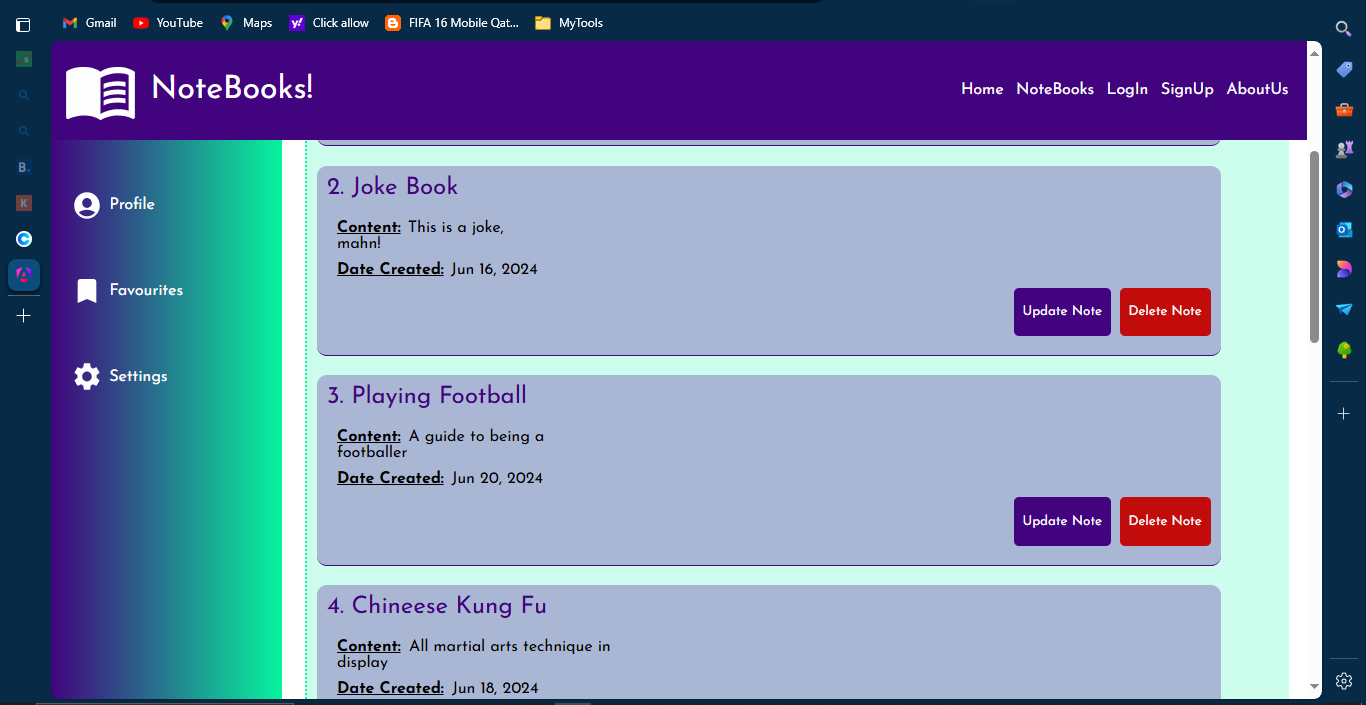 Gmail YouTube Maps Click allow FIFA 16 Mobile Qat... MyTools
NoteBooks!
Home NoteBooks LogIn SignUp AboutUs
Profile
Favourites
Settings
2. Joke Book
Content: This is a joke,
mahn!
Date Created: Jun 16, 2024
Update Note Delete Note
3. Playing Football
Content: A guide to being a
footballer
Date Created: Jun 20, 2024
Update Note Delete Note
4. Chineese Kung Fu
Content: All martial arts technique in
display
Date Created: Jun 18, 2024